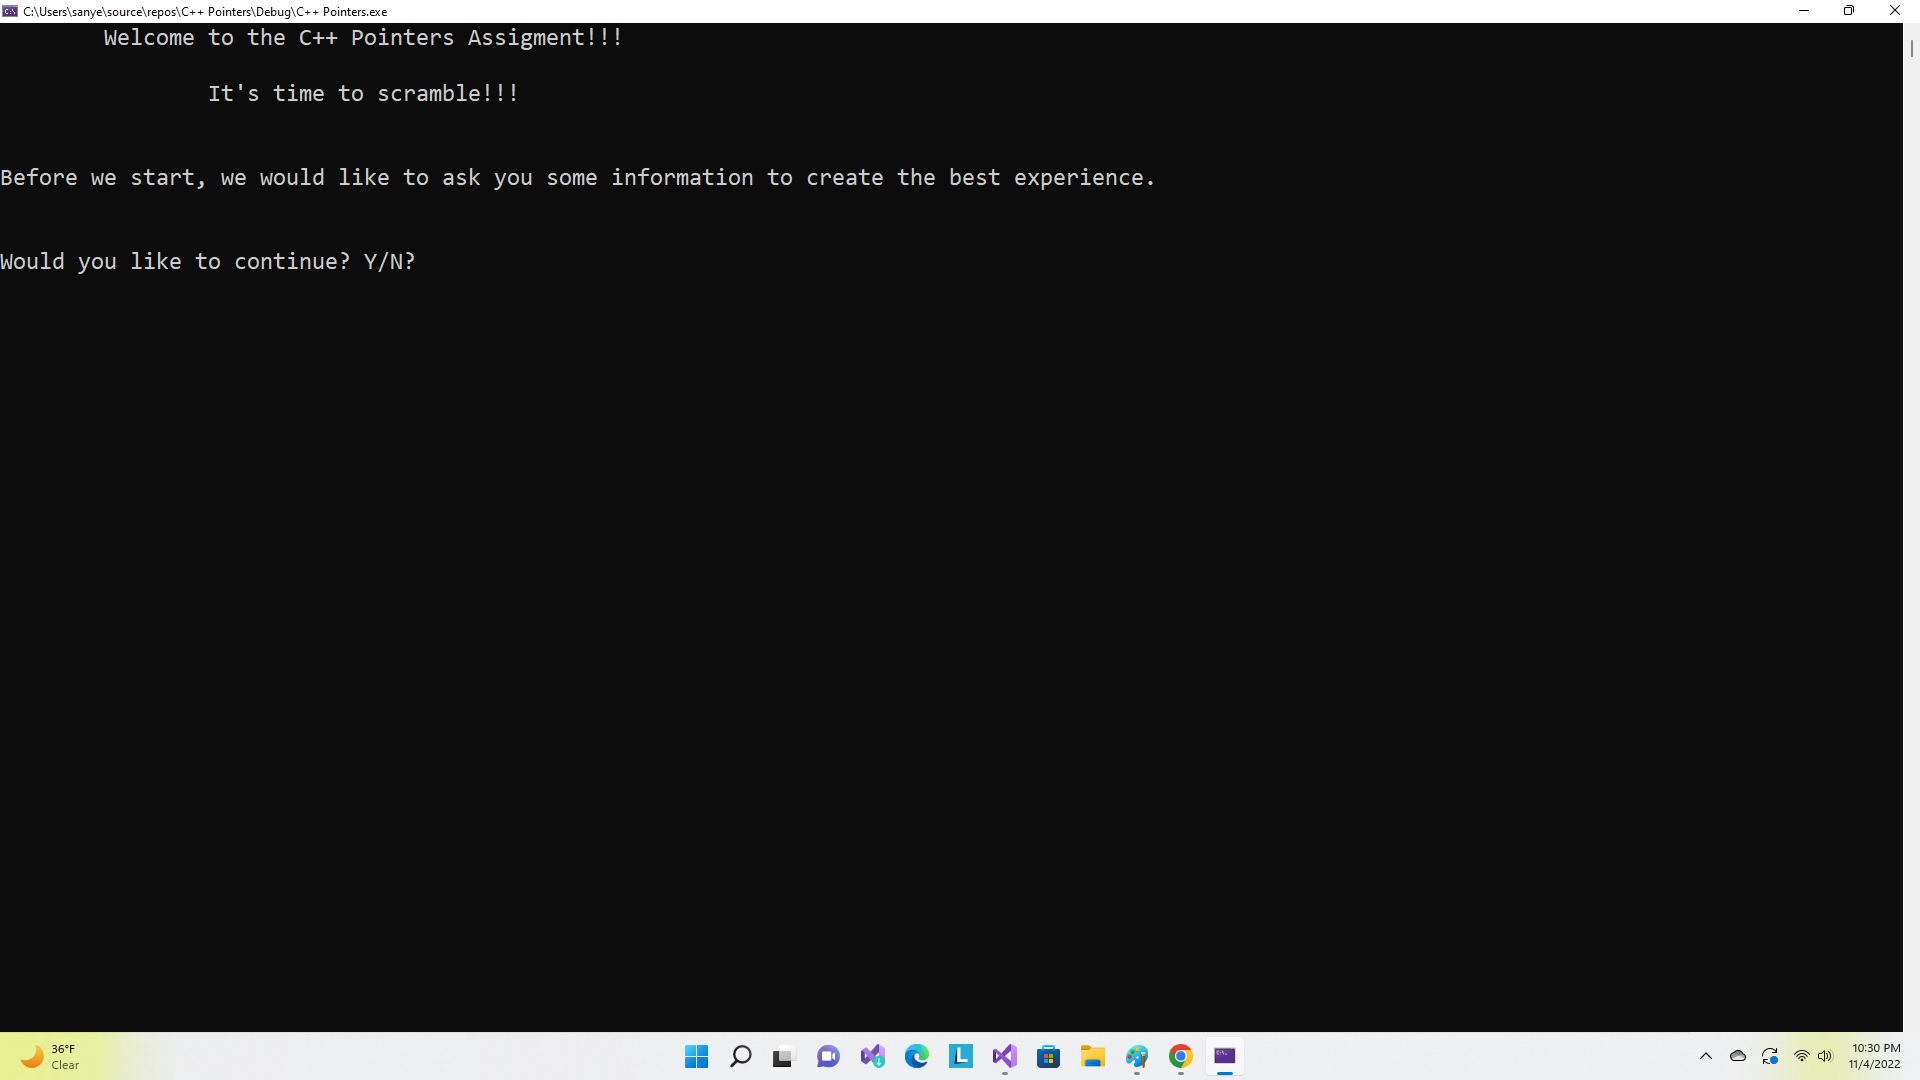 C:\Users\sanye\source\repos\C++ Pointers\Debug\C++ Pointers.exe
Welcome to the C++ Pointers Assigment!!!
It's time to scramble!!!
Before we start, we would like to ask you some information to create the best experience.
Would you like to continue? Y/N?
36°F
Clear
L
10:30 PM
11/4/2022